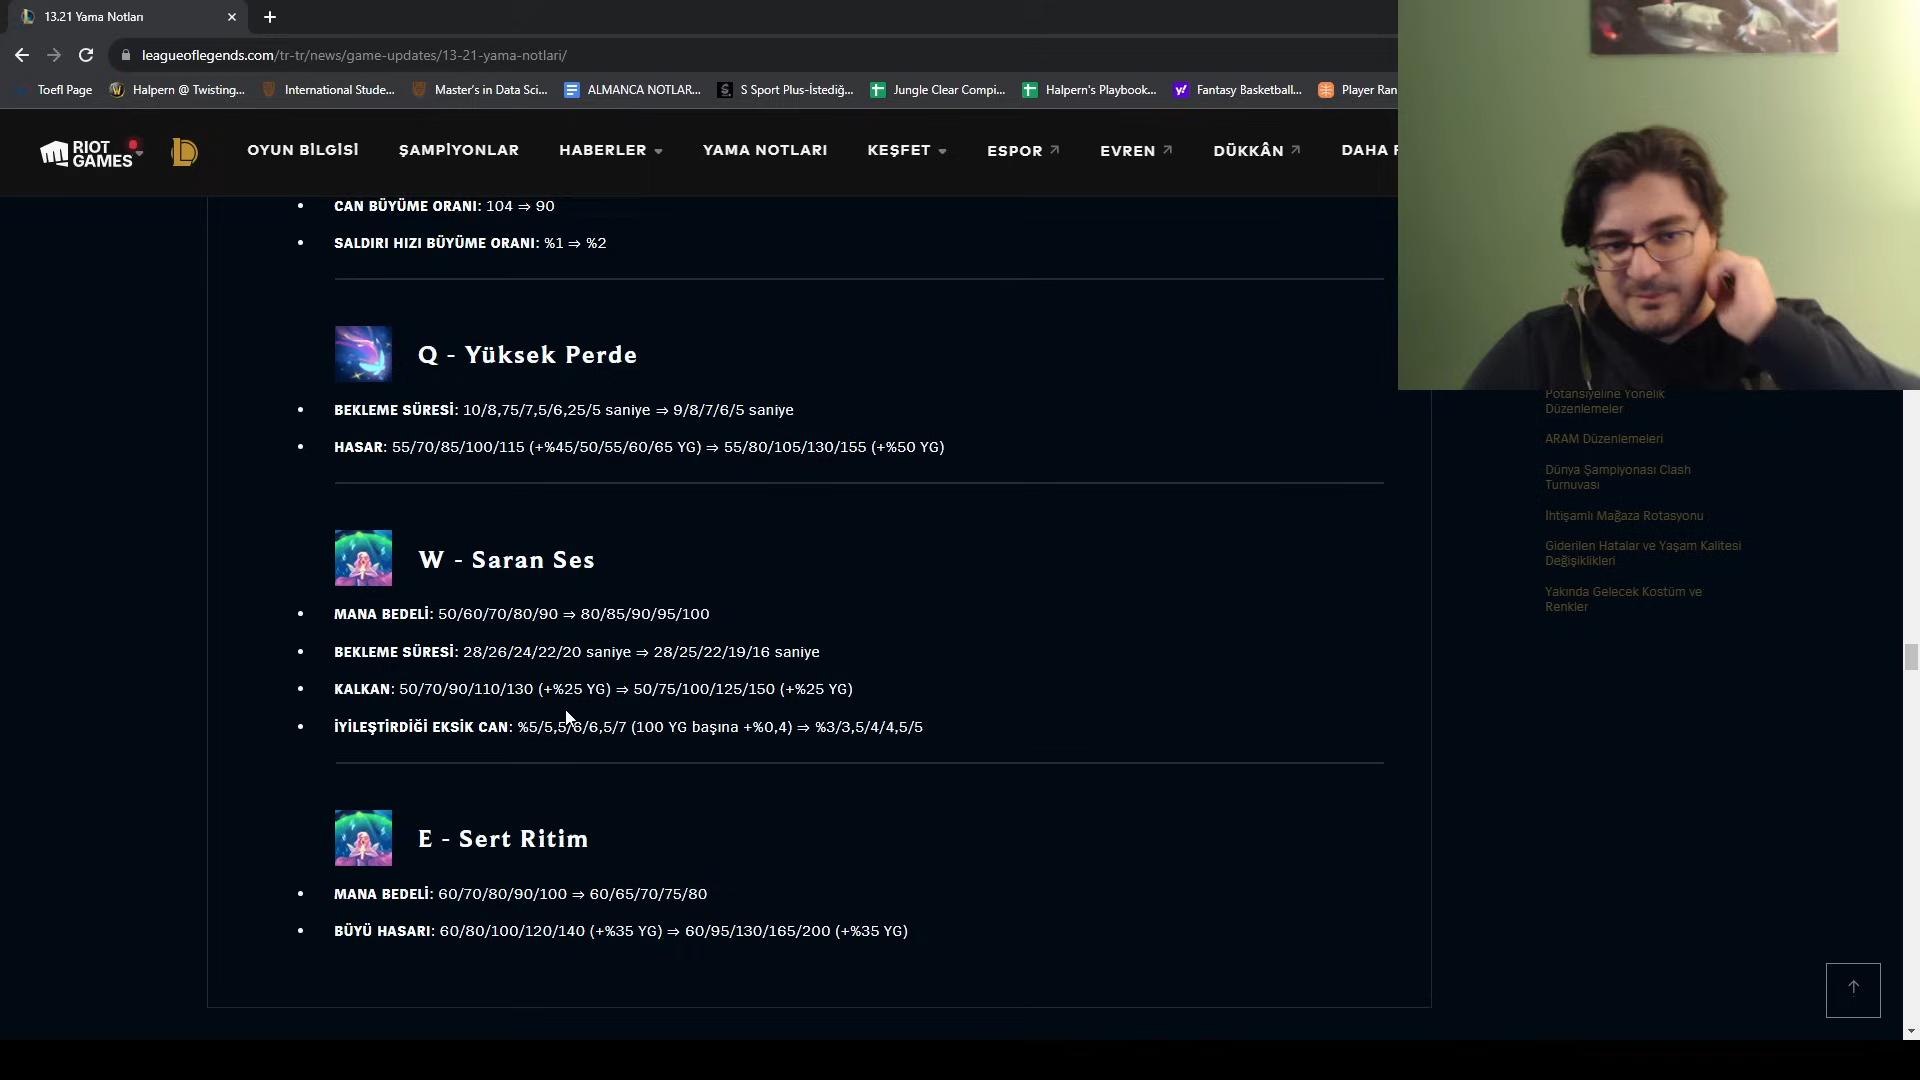 13.21 Yama Notları
leagueoflegends.com/tr-tr/news/game-updates/13-21-yama-notlari/
Toefl Page
Halpern @ Twisting...
International Stude...
Master's in Data Sci...
ALMANCA NOTLAR...
S Sport Plus-İstediğ...
Jungle Clear Compi...
Halpern's Playbook...
Fantasy Basketball...
Player Ran
RIOT GAMES
OYUN BİLGİSİ
ŞAMPİYONLAR
HABERLER
YAMA NOTLARI
KEŞFET
ESPOR
EVREN
DÜKKÂN
DAHA F
CAN BÜYÜME ORANI: 104 ⇒ 90
SALDIRI HIZI BÜYÜME ORANI: %1 ⇒ %2
Q - Yüksek Perde
BEKLEME SÜRESİ: 10/8,75/7,5/6,25/5 saniye ⇒ 9/8/7/6/5 saniye
HASAR: 55/70/85/100/115 (+%45/50/55/60/65 YG) ⇒ 55/80/105/130/155 (+%50 YG)
W - Saran Ses
MANA BEDELİ: 50/60/70/80/90 ⇒ 80/85/90/95/100
BEKLEME SÜRESİ: 28/26/24/22/20 saniye ⇒ 28/25/22/19/16 saniye
KALKAN: 50/70/90/110/130 (+%25 YG) ⇒ 50/75/100/125/150 (+%25 YG)
İYİLEŞTİRDİĞİ EKSİK CAN: %5/5,5/6/6,5/7 (100 YG başına +%0,4) ⇒ %3/3,5/4/4,5/5
E - Sert Ritim
MANA BEDELİ: 60/70/80/90/100 ⇒ 60/65/70/75/80
BÜYÜ HASARI: 60/80/100/120/140 (+%35 YG) ⇒ 60/95/130/165/200 (+%35 YG)
Potansiyeline Yönelik
Düzenlemeler
ARAM Düzenlemeleri
Dünya Şampiyonası Clash
Turnuvası
İhtişamlı Mağaza Rotasyonu
Giderilen Hatalar ve Yaşam Kalitesi
Değişiklikleri
Yakında Gelecek Kostüm ve
Renkler